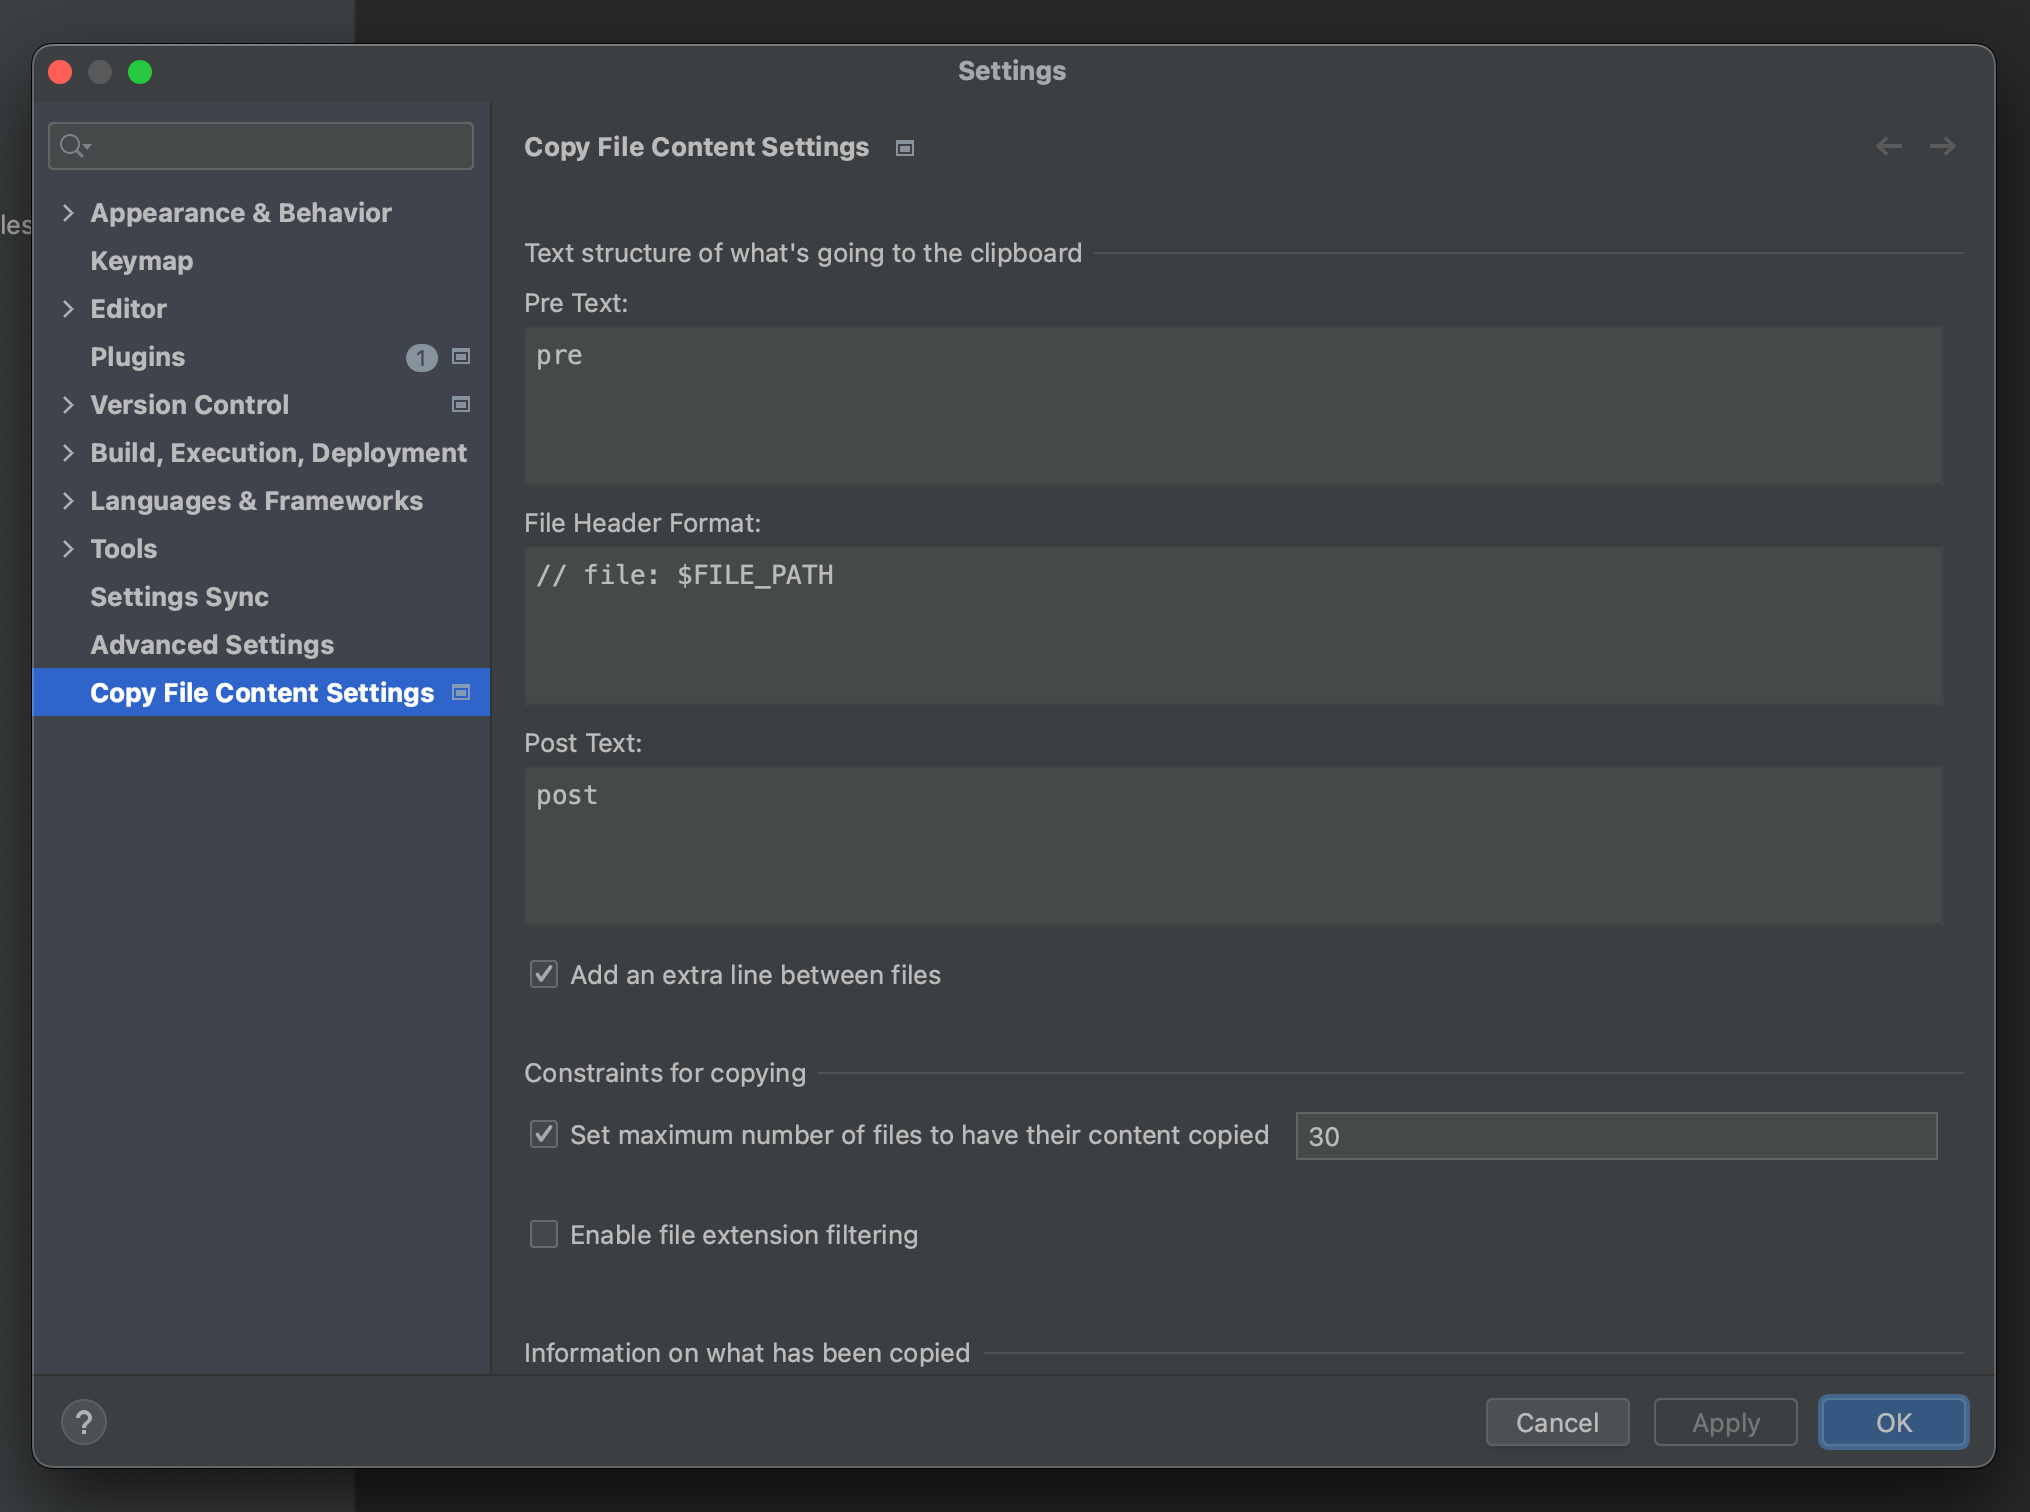 Settings
les
Appearance & Behavior
Keymap
Editor
Plugins 1
Version Control
Build, Execution, Deployment
Languages & Frameworks
Tools
Settings Sync
Advanced Settings
Copy File Content Settings
Copy File Content Settings
Text structure of what's going to the clipboard
Pre Text:
pre
File Header Format:
// file: $FILE_PATH
Post Text:
post
Add an extra line between files
Constraints for copying
Set maximum number of files to have their content copied 30
Enable file extension filtering
Information on what has been copied
?
Cancel Apply OK